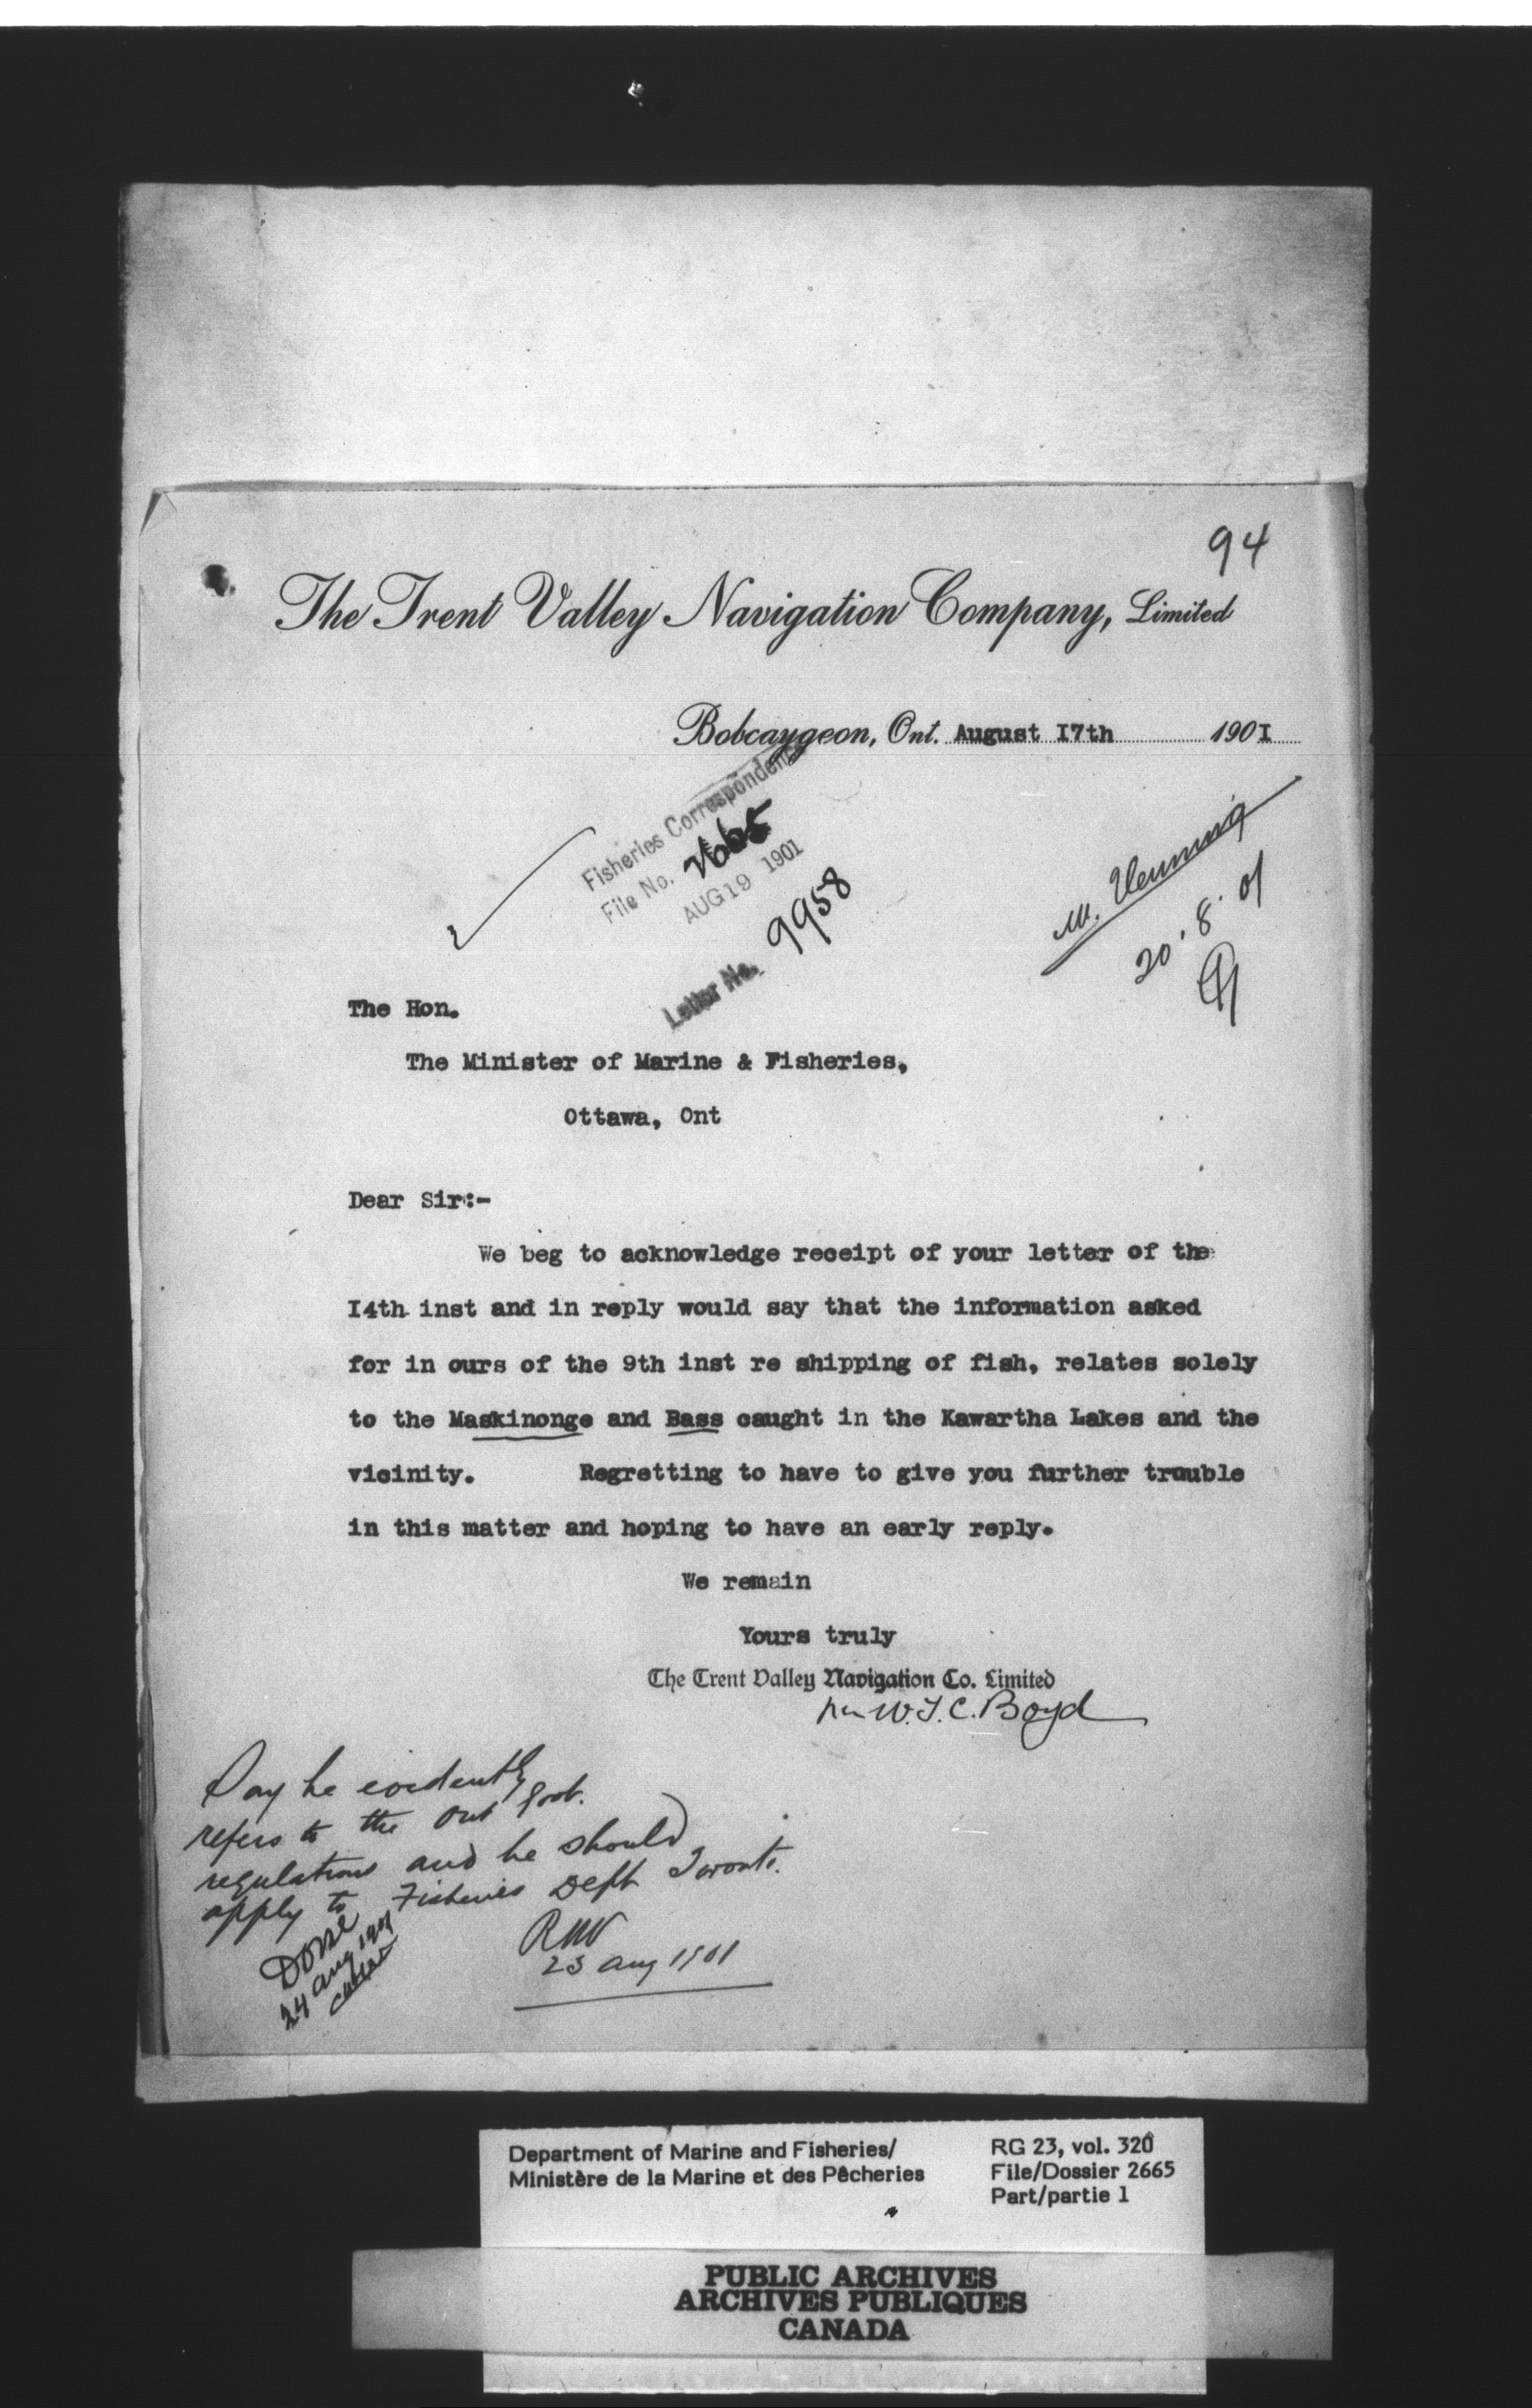 94
The Trent Valley Navigation Company, Limited
Bobcaygeon, Ont. August I7th 190I
Fisheries Correspondence
File No. 2665
AUG 19 1901
Letter No. 9958
20.8.01
The Hon.
The Minister of Marine & Fisheries,
Ottawa, Ont
Dear Sir:-
We beg to acknowledge receipt of your letter of the
I4th inst and in reply would say that the information asked
for in ours of the 9th inst re shipping of fish, relates solely
to the Maskinonge and Bass caught in the Kawartha Lakes and the
vicinity. Regretting to have to give you further trouble
in this matter and hoping to have an early reply.
We remain
Yours truly
The Trent Valley Navigation Co. Limited
per W.T.C. Boyd
Say he evidently
refers to the Ont Govt.
regulations and he should
apply to Fisheries Dept Toronto.
RNV
23 Aug 1901
Done
24 Aug 1901
Department of Marine and Fisheries/
Ministère de la Marine et des Pêcheries
RG 23, vol. 320
File/Dossier 2665
Part/partie 1
PUBLIC ARCHIVES
ARCHIVES PUBLIQUES
CANADA